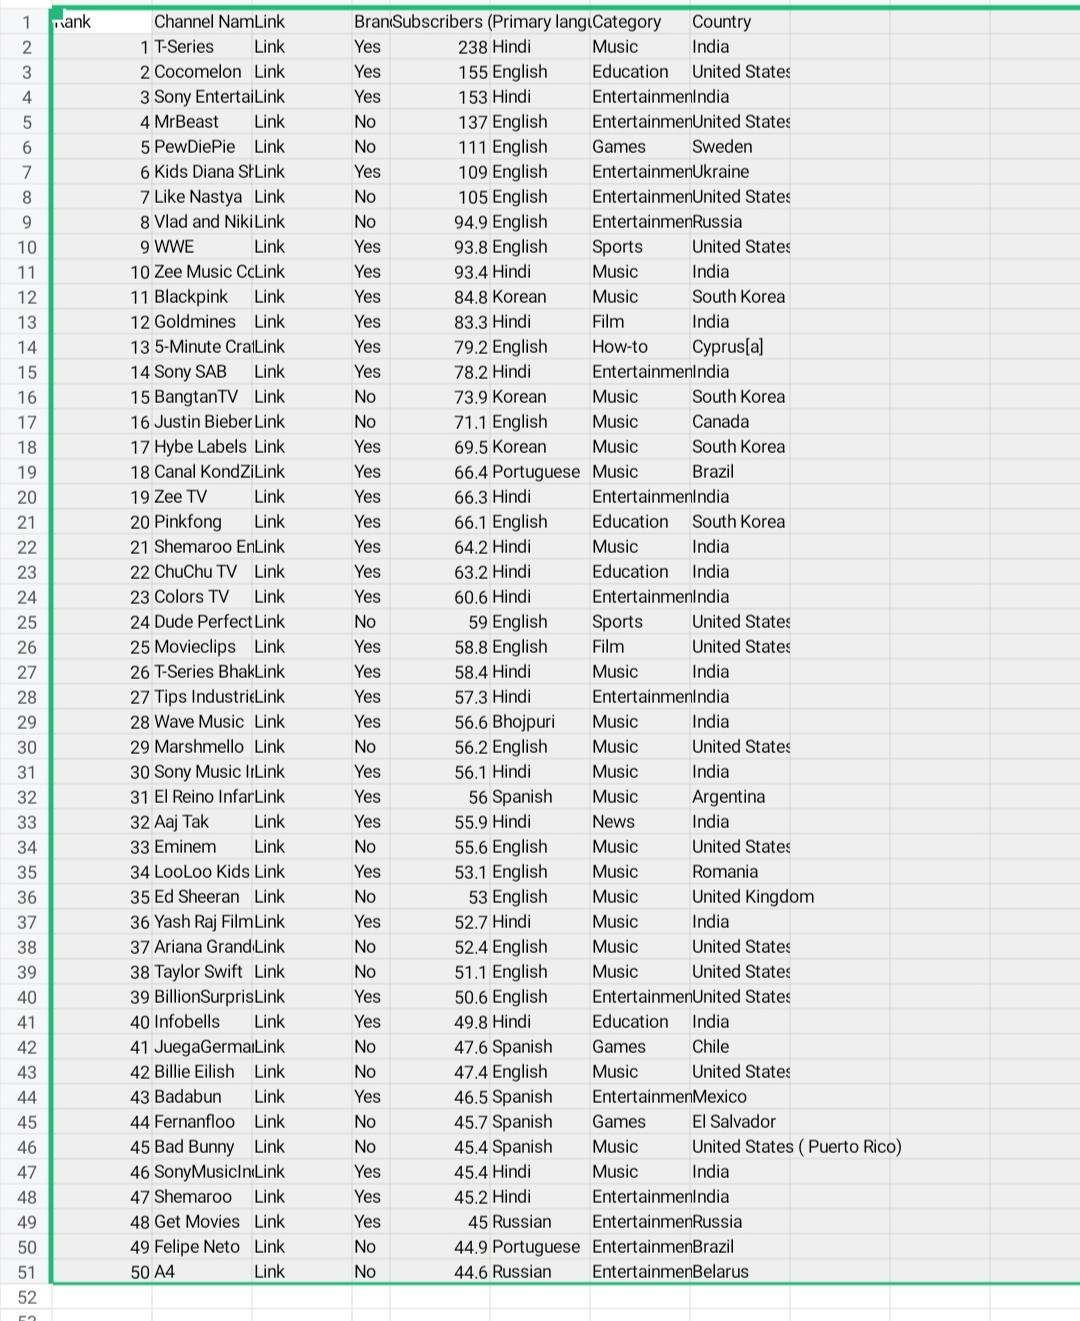 1 Rank Channel Nam Link Bran Subscribers ( Primary langu Category Country
2 1 T-Series Link Yes 238 Hindi Music India
3 2 Cocomelon Link Yes 155 English Education United States
4 3 Sony Entertai Link Yes 153 Hindi Entertainmen India
5 4 MrBeast Link No 137 English Entertainmen United States
6 5 PewDiePie Link No 111 English Games Sweden
7 6 Kids Diana Sh Link Yes 109 English Entertainmen Ukraine
8 7 Like Nastya Link No 105 English Entertainmen United States
9 8 Vlad and Niki Link No 94.9 English Entertainmen Russia
10 9 WWE Link Yes 93.8 English Sports United States
11 10 Zee Music Co Link Yes 93.4 Hindi Music India
12 11 Blackpink Link Yes 84.8 Korean Music South Korea
13 12 Goldmines Link Yes 83.3 Hindi Film India
14 13 5-Minute Craf Link Yes 79.2 English How-to Cyprus[a]
15 14 Sony SAB Link Yes 78.2 Hindi Entertainmen India
16 15 BangtanTV Link No 73.9 Korean Music South Korea
17 16 Justin Bieber Link No 71.1 English Music Canada
18 17 Hybe Labels Link Yes 69.5 Korean Music South Korea
19 18 Canal KondZi Link Yes 66.4 Portuguese Music Brazil
20 19 Zee TV Link Yes 66.3 Hindi Entertainmen India
21 20 Pinkfong Link Yes 66.1 English Education South Korea
22 21 Shemaroo En Link Yes 64.2 Hindi Music India
23 22 ChuChu TV Link Yes 63.2 Hindi Education India
24 23 Colors TV Link Yes 60.6 Hindi Entertainmen India
25 24 Dude Perfect Link No 59 English Sports United States
26 25 Movieclips Link Yes 58.8 English Film United States
27 26 T-Series Bhak Link Yes 58.4 Hindi Music India
28 27 Tips Industrie Link Yes 57.3 Hindi Entertainmen India
29 28 Wave Music Link Yes 56.6 Bhojpuri Music India
30 29 Marshmello Link No 56.2 English Music United States
31 30 Sony Music In Link Yes 56.1 Hindi Music India
32 31 El Reino Infan Link Yes 56 Spanish Music Argentina
33 32 Aaj Tak Link Yes 55.9 Hindi News India
34 33 Eminem Link No 55.6 English Music United States
35 34 LooLoo Kids Link Yes 53.1 English Music Romania
36 35 Ed Sheeran Link No 53 English Music United Kingdom
37 36 Yash Raj Film Link Yes 52.7 Hindi Music India
38 37 Ariana Grand Link No 52.4 English Music United States
39 38 Taylor Swift Link No 51.1 English Music United States
40 39 BillionSurpris Link Yes 50.6 English Entertainmen United States
41 40 Infobells Link Yes 49.8 Hindi Education India
42 41 JuegaGerma Link No 47.6 Spanish Games Chile
43 42 Billie Eilish Link No 47.4 English Music United States
44 43 Badabun Link Yes 46.5 Spanish Entertainmen Mexico
45 44 Fernanfloo Link No 45.7 Spanish Games El Salvador
46 45 Bad Bunny Link No 45.4 Spanish Music United States ( Puerto Rico)
47 46 SonyMusicInd Link Yes 45.4 Hindi Music India
48 47 Shemaroo Link Yes 45.2 Hindi Entertainmen India
49 48 Get Movies Link Yes 45 Russian Entertainmen Russia
50 49 Felipe Neto Link No 44.9 Portuguese Entertainmen Brazil
51 50 A4 Link No 44.6 Russian Entertainmen Belarus
52